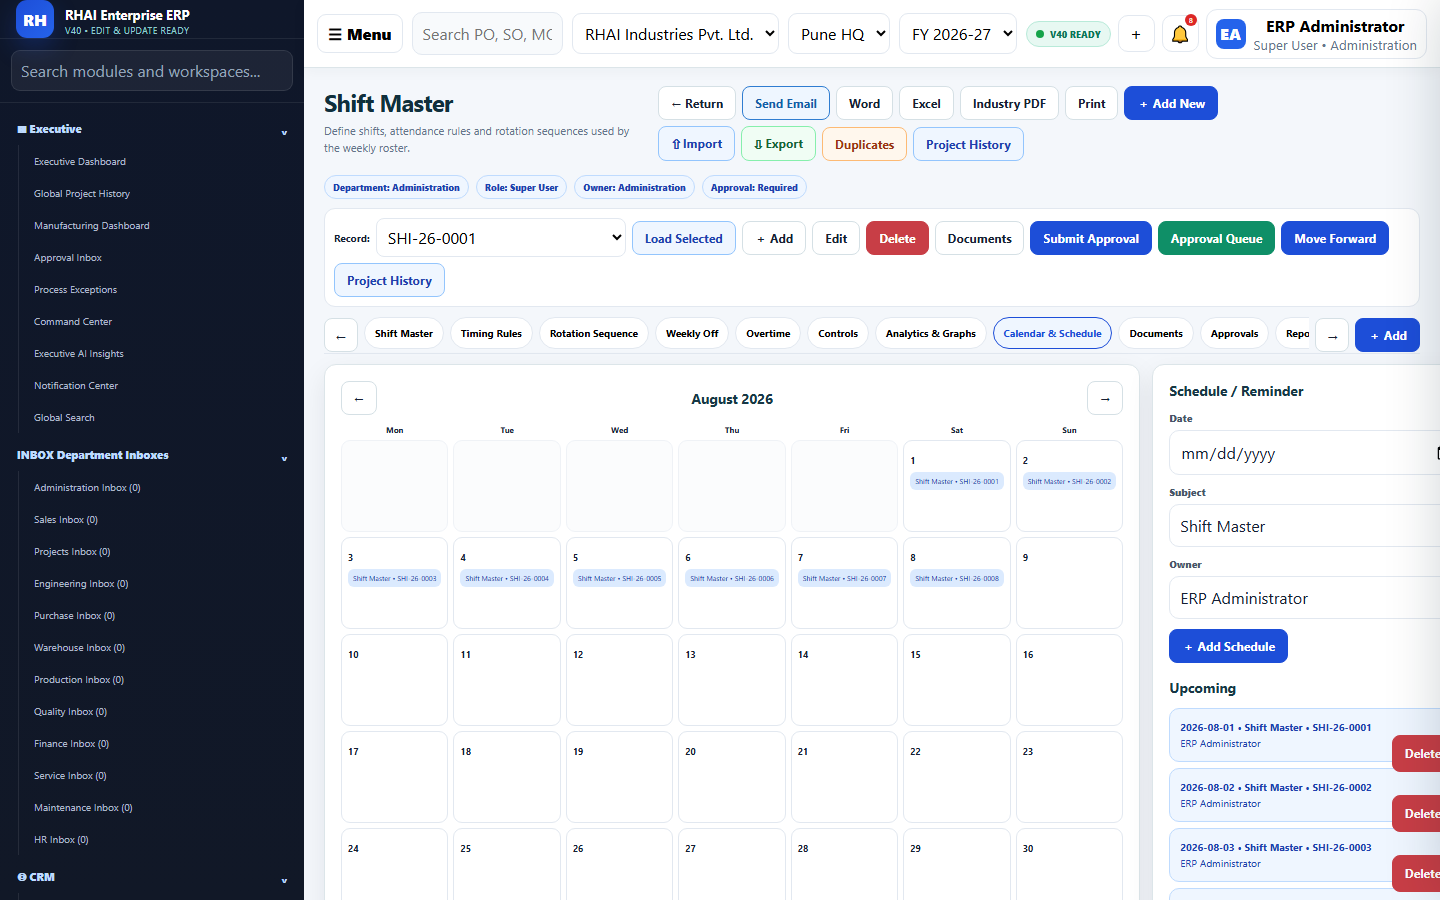 RH
RHAI Enterprise ERP
V40 • EDIT & UPDATE READY
Search modules and workspaces...
Executive
Executive Dashboard
Global Project History
Manufacturing Dashboard
Approval Inbox
Process Exceptions
Command Center
Executive AI Insights
Notification Center
Global Search
INBOX Department Inboxes
Administration Inbox (0)
Sales Inbox (0)
Projects Inbox (0)
Engineering Inbox (0)
Purchase Inbox (0)
Warehouse Inbox (0)
Production Inbox (0)
Quality Inbox (0)
Finance Inbox (0)
Service Inbox (0)
Maintenance Inbox (0)
HR Inbox (0)
CRM
☰ Menu
Search PO, SO, MO
RHAI Industries Pvt. Ltd.
Pune HQ
FY 2026-27
V40 READY
+
8
EA
ERP Administrator
Super User • Administration
Shift Master
Define shifts, attendance rules and rotation sequences used by
the weekly roster.
← Return
Send Email
Word
Excel
Industry PDF
Print
+ Add New
⇧ Import
⇩ Export
Duplicates
Project History
Department: Administration
Role: Super User
Owner: Administration
Approval: Required
Record:
SHI-26-0001
Load Selected
+ Add
Edit
Delete
Documents
Submit Approval
Approval Queue
Move Forward
Project History
←
Shift Master
Timing Rules
Rotation Sequence
Weekly Off
Overtime
Controls
Analytics & Graphs
Calendar & Schedule
Documents
Approvals
Repo
→
+ Add
←
August 2026
→
Mon Tue Wed Thu Fri Sat Sun
1 2
Shift Master • SHI-26-0001 Shift Master • SHI-26-0002
3 4 5 6 7 8 9
Shift Master • SHI-26-0003 Shift Master • SHI-26-0004 Shift Master • SHI-26-0005 Shift Master • SHI-26-0006 Shift Master • SHI-26-0007 Shift Master • SHI-26-0008
10 11 12 13 14 15 16
17 18 19 20 21 22 23
24 25 26 27 28 29 30
Schedule / Reminder
Date
mm/dd/yyyy
Subject
Shift Master
Owner
ERP Administrator
+ Add Schedule
Upcoming
2026-08-01 • Shift Master • SHI-26-0001
ERP Administrator
Delete
2026-08-02 • Shift Master • SHI-26-0002
ERP Administrator
Delete
2026-08-03 • Shift Master • SHI-26-0003
ERP Administrator
Delete